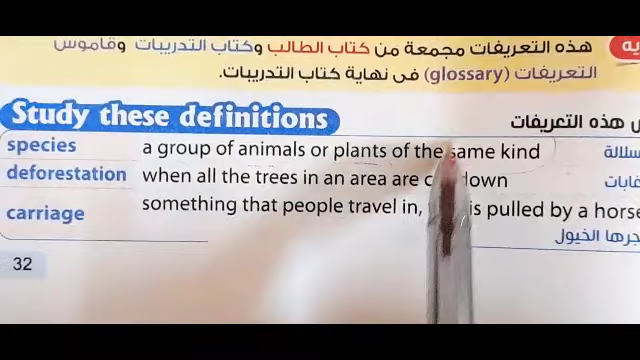 هذه التعريفات مجمعة من كتاب الطالب وكتاب التدريبات وقاموس
التعريفات (glossary) فى نهاية كتاب التدريبات.
Study these definitions
هذه التعريفات
species a group of animals or plants of the same kind
deforestation when all the trees in an area are down
carriage something that people travel in, is pulled by a horse
يجرها الخيول
32